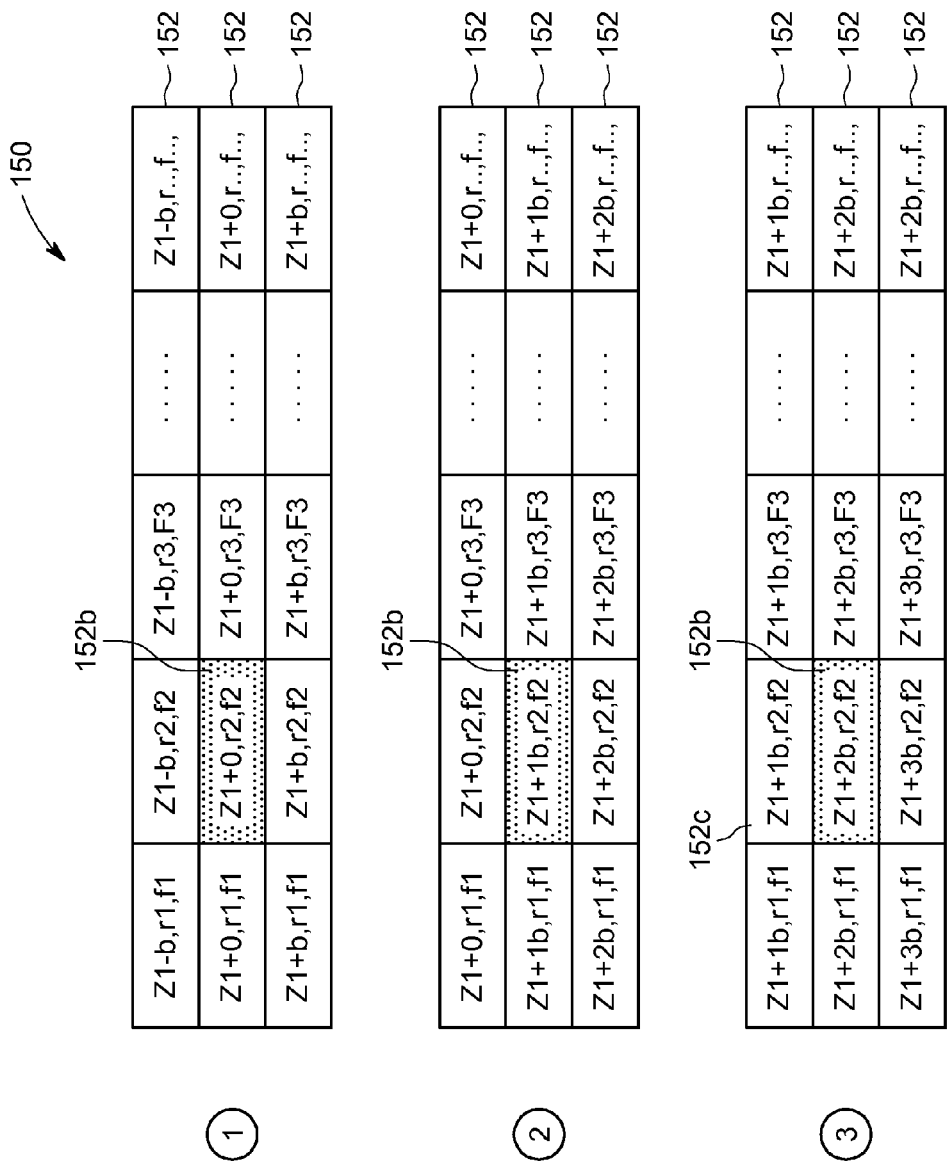 150
152b
Z1-b,r1,f1 Z1-b,r2,f2 Z1-b,r3,F3 ..... Z1-b,r..,f.., 152
1 Z1+0,r1,f1 Z1+0,r2,f2 Z1+0,r3,F3 ..... Z1+0,r..,f.., 152
Z1+b,r1,f1 Z1+b,r2,f2 Z1+b,r3,F3 ..... Z1+b,r..,f.., 152
152b
Z1+0,r1,f1 Z1+0,r2,f2 Z1+0,r3,F3 ..... Z1+0,r..,f.., 152
2 Z1+1b,r1,f1 Z1+1b,r2,f2 Z1+1b,r3,F3 ..... Z1+1b,r..,f.., 152
Z1+2b,r1,f1 Z1+2b,r2,f2 Z1+2b,r3,F3 ..... Z1+2b,r..,f.., 152
152c 152b
Z1+1b,r1,f1 Z1+1b,r2,f2 Z1+1b,r3,F3 ..... Z1+1b,r..,f.., 152
3 Z1+2b,r1,f1 Z1+2b,r2,f2 Z1+2b,r3,F3 ..... Z1+2b,r..,f.., 152
Z1+3b,r1,f1 Z1+3b,r2,f2 Z1+3b,r3,F3 ..... Z1+2b,r..,f.., 152